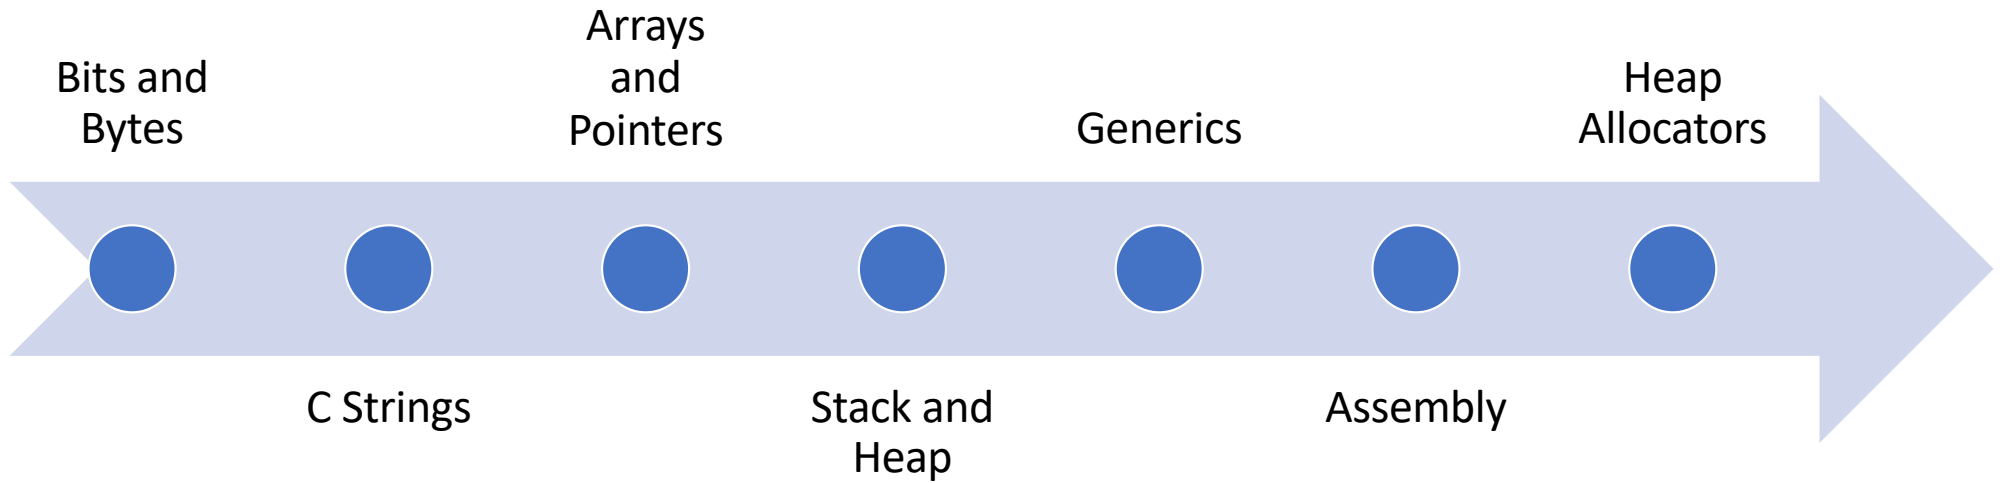 Bits and
Bytes
C Strings
Arrays
and
Pointers
Stack and
Heap
Generics
Assembly
Heap
Allocators